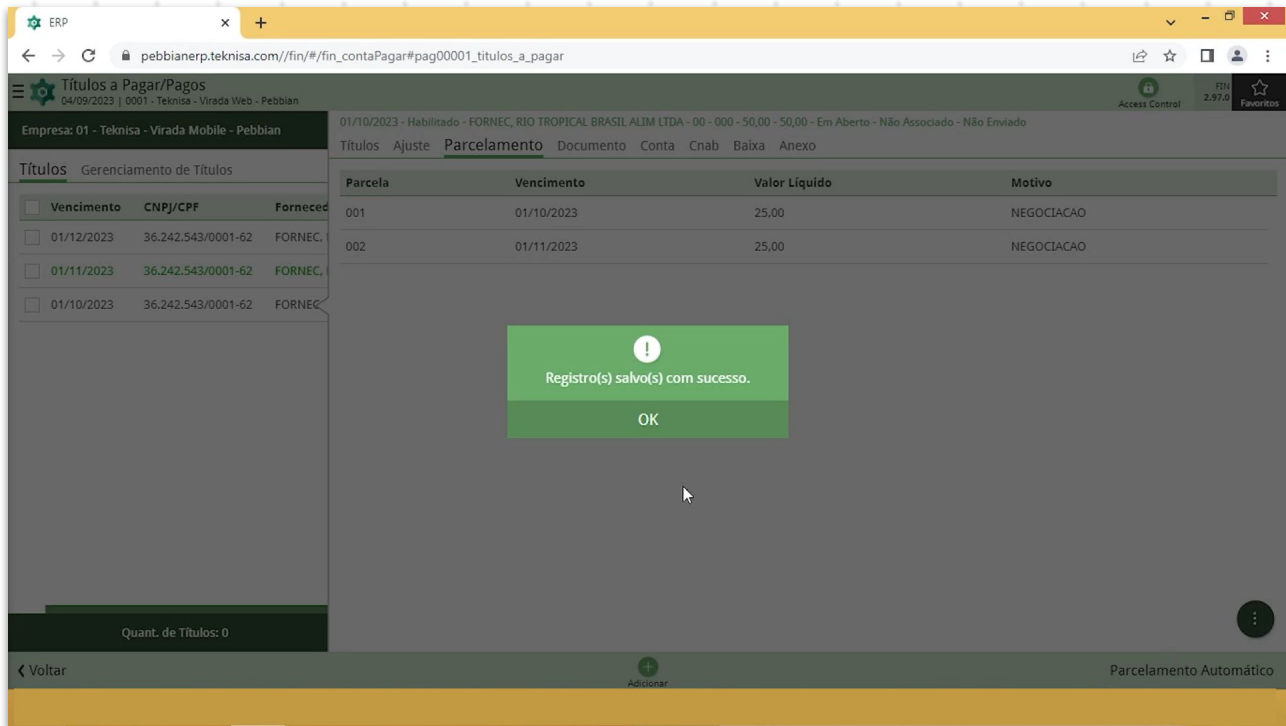 ERP
pebbianerp.teknisa.com//fin/#/fin_contaPagar#pag00001_titulos_a_pagar
Títulos a Pagar/Pagos
04/09/2023 | 0001 - Teknisa - Virada Web - Pebbian
Access Control
FIN
2.97.0
Favoritos
Empresa: 01 - Teknisa - Virada Mobile - Pebbian
01/10/2023 - Habilitado - FORNEC, RIO TROPICAL BRASIL ALIM LTDA - 00 - 000 - 50,00 - 50,00 - Em Aberto - Não Associado - Não Enviado
Títulos Ajuste Parcelamento Documento Conta Cnab Baixa Anexo
Títulos Gerenciamento de Títulos
Vencimento CNPJ/CPF Forneced
01/12/2023 36.242.543/0001-62 FORNEC,
01/11/2023 36.242.543/0001-62 FORNEC,
01/10/2023 36.242.543/0001-62 FORNEC
Parcela Vencimento Valor Líquido Motivo
001 01/10/2023 25,00 NEGOCIACAO
002 01/11/2023 25,00 NEGOCIACAO
Registro(s) salvo(s) com sucesso.
OK
Quant. de Títulos: 0
Voltar
Adicionar
Parcelamento Automático